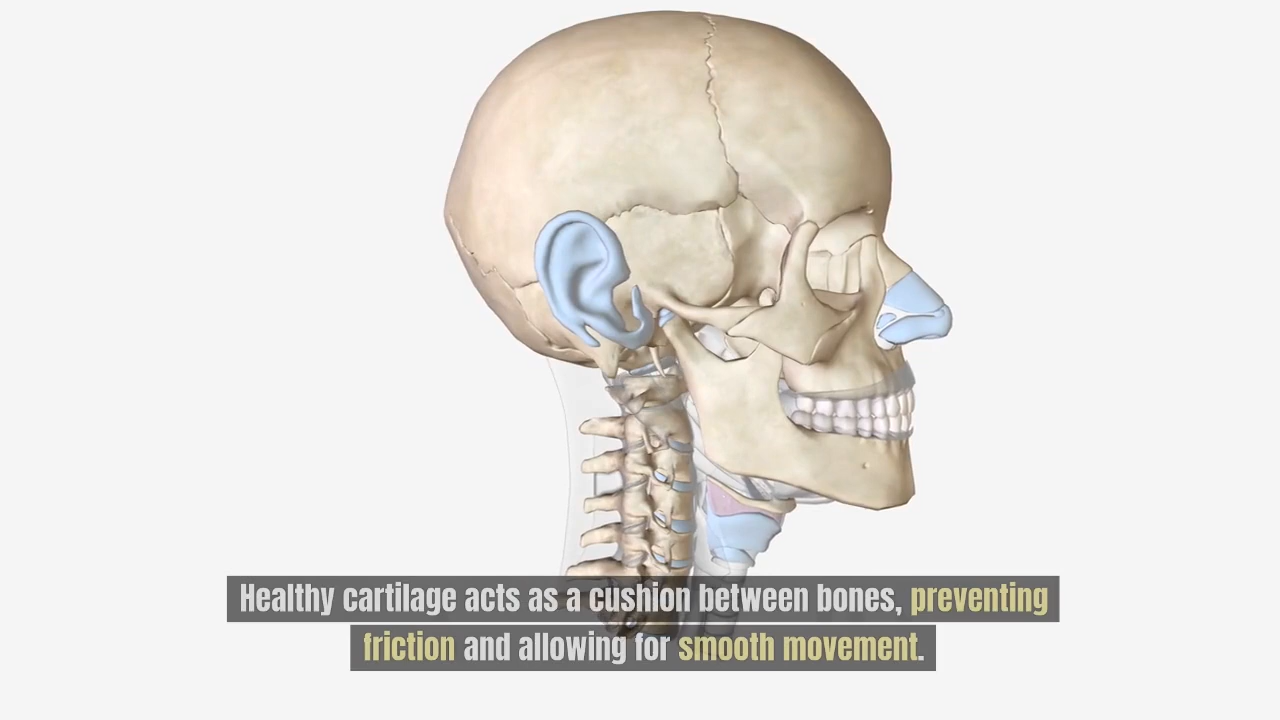 Healthy cartilage acts as a cushion between bones, preventing
friction and allowing for smooth movement.